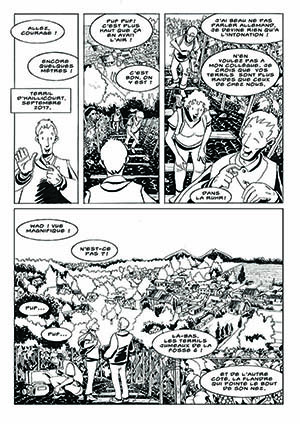 ALLEZ,
COURAGE !
ENCORE
QUELQUES
MÈTRES !
TERRIL
D'HAILLICOURT,
SEPTEMBRE
2017.
PUF PUF !
C'EST PLUS
HAUT QUE ÇA
EN AVAIT
L'AIR !
C'EST
BON, ON
Y EST !
J'AI BEAU NE PAS
PARLER ALLEMAND,
JE DEVINE RIEN QU'À
L'INTONATION !
N'EN
VOULEZ PAS À
MON COLLÈGUE. JE
CROIS QUE VOS
TERRILS SONT PLUS
RAIDES QUE CEUX
DE CHEZ NOUS,
DANS
LA RUHR!
WAO ! VUE
MAGNIFIQUE !
N'EST-CE
PAS ?
PUF...
PUF...
LÀ-BAS,
LES TERRILS
JUMEAUX DE LA
FOSSE 6 !
ET DE L'AUTRE
CÔTÉ, LA FLANDRE
QUI POINTE LE BOUT
DE SON NEZ.